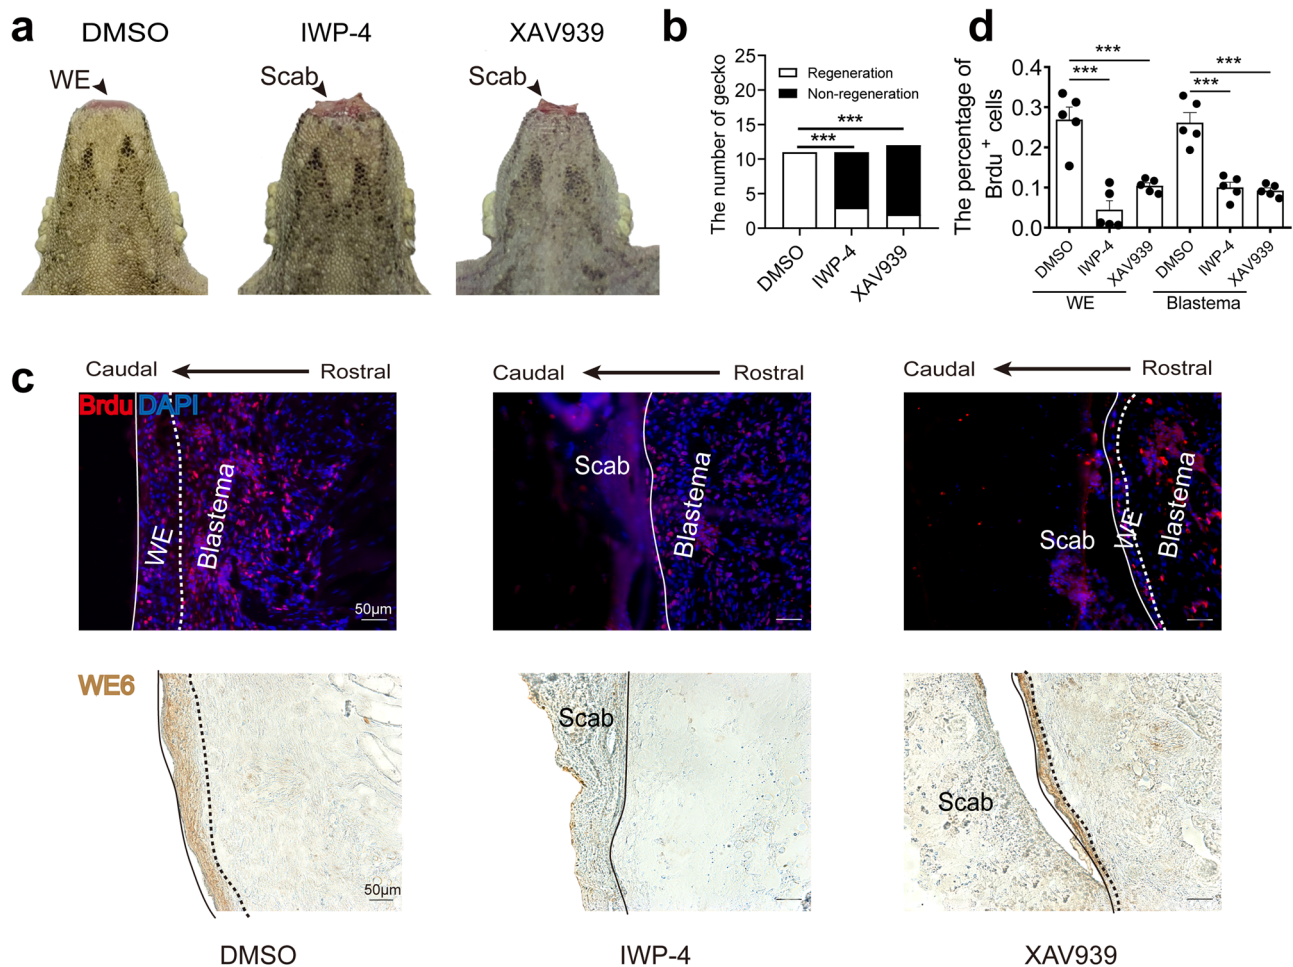 a
DMSO
IWP-4
XAV939
WE
Scab
Scab
b
The number of gecko
25
20
15
10
5
0
Regeneration
Non-regeneration
***
***
DMSO
IWP-4
XAV939
d
The percentage of
Brdu + cells
0.4
0.3
0.2
0.1
0.0
***
***
***
***
DMSO
IWP-4
XAV939
DMSO
IWP-4
XAV939
WE
Blastema
c
Caudal
Rostral
Caudal
Rostral
Caudal
Rostral
Brdu DAPI
WE
Blastema
50μm
Scab
Blastema
Scab
WE
Blastema
WE6
50μm
Scab
Scab
DMSO
IWP-4
XAV939